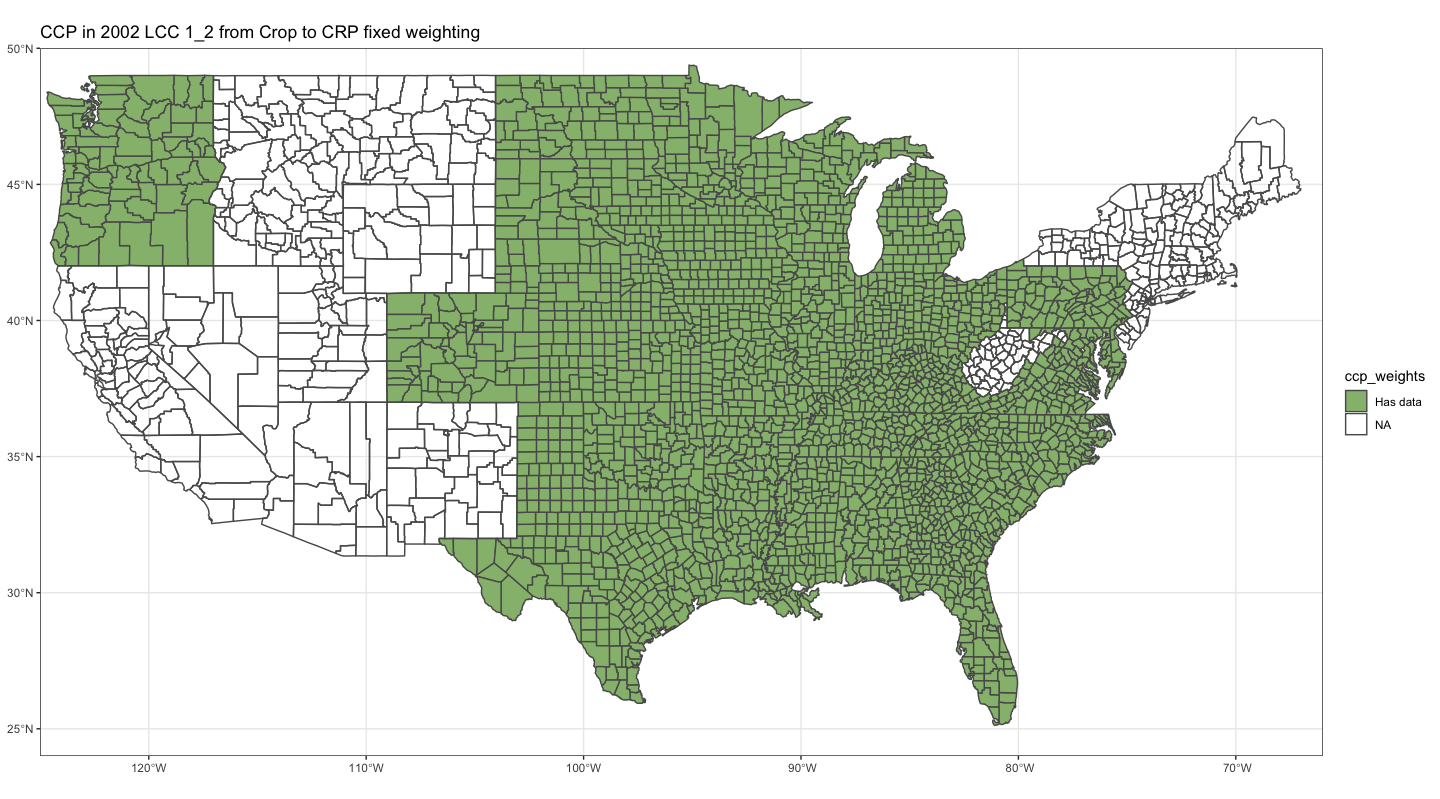 CCP in 2002 LCC 1_2 from Crop to CRP fixed weighting
50°N
45°N
40°N
35°N
30°N
25°N
120°W
110°W
100°W
90°W
80°W
70°W
ccp_weights
Has data
NA